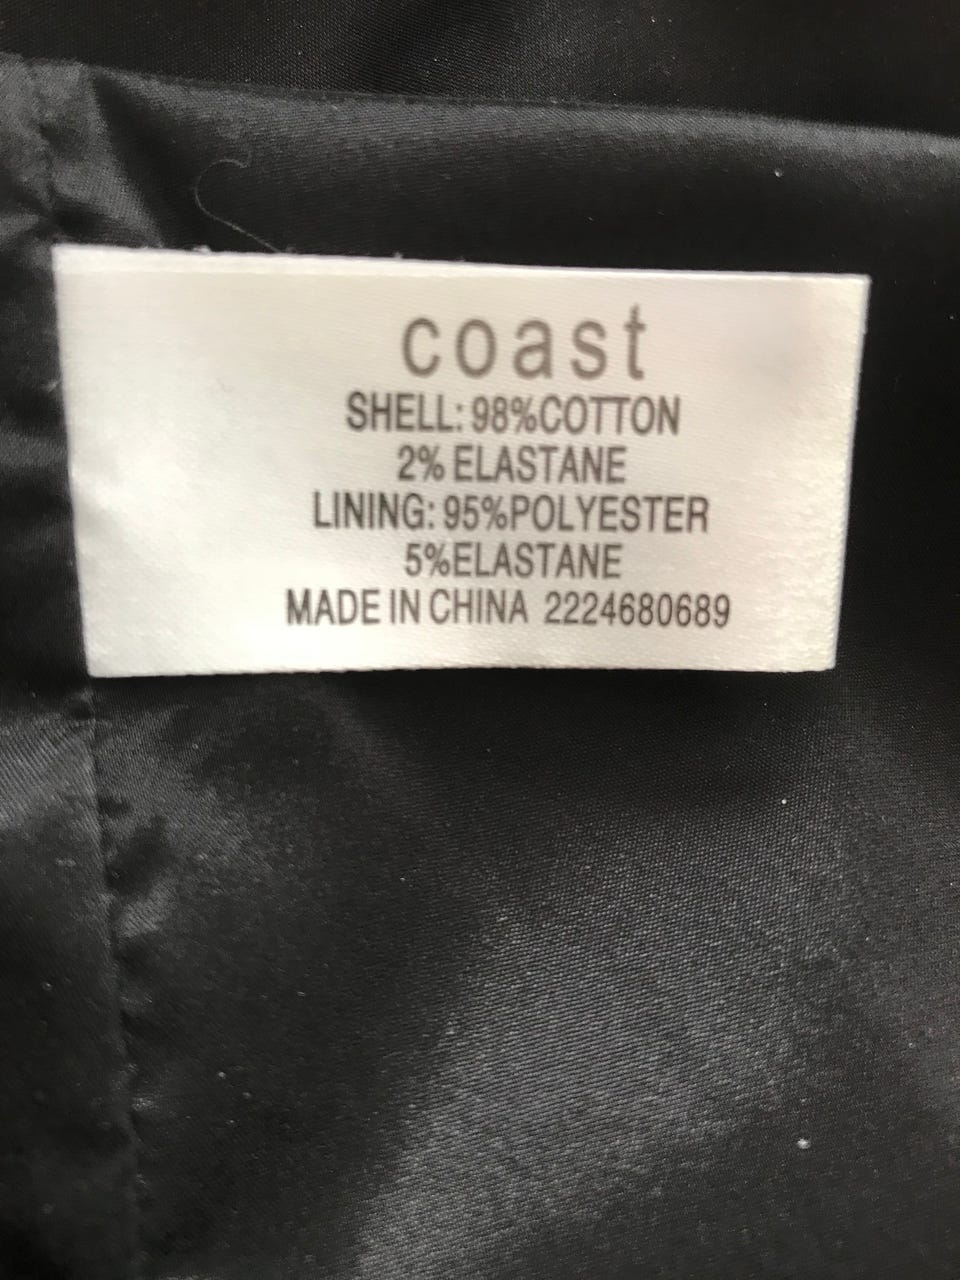 coast
SHELL: 98%COTTON
2% ELASTANE
LINING: 95%POLYESTER
5%ELASTANE
MADE IN CHINA 2224680689